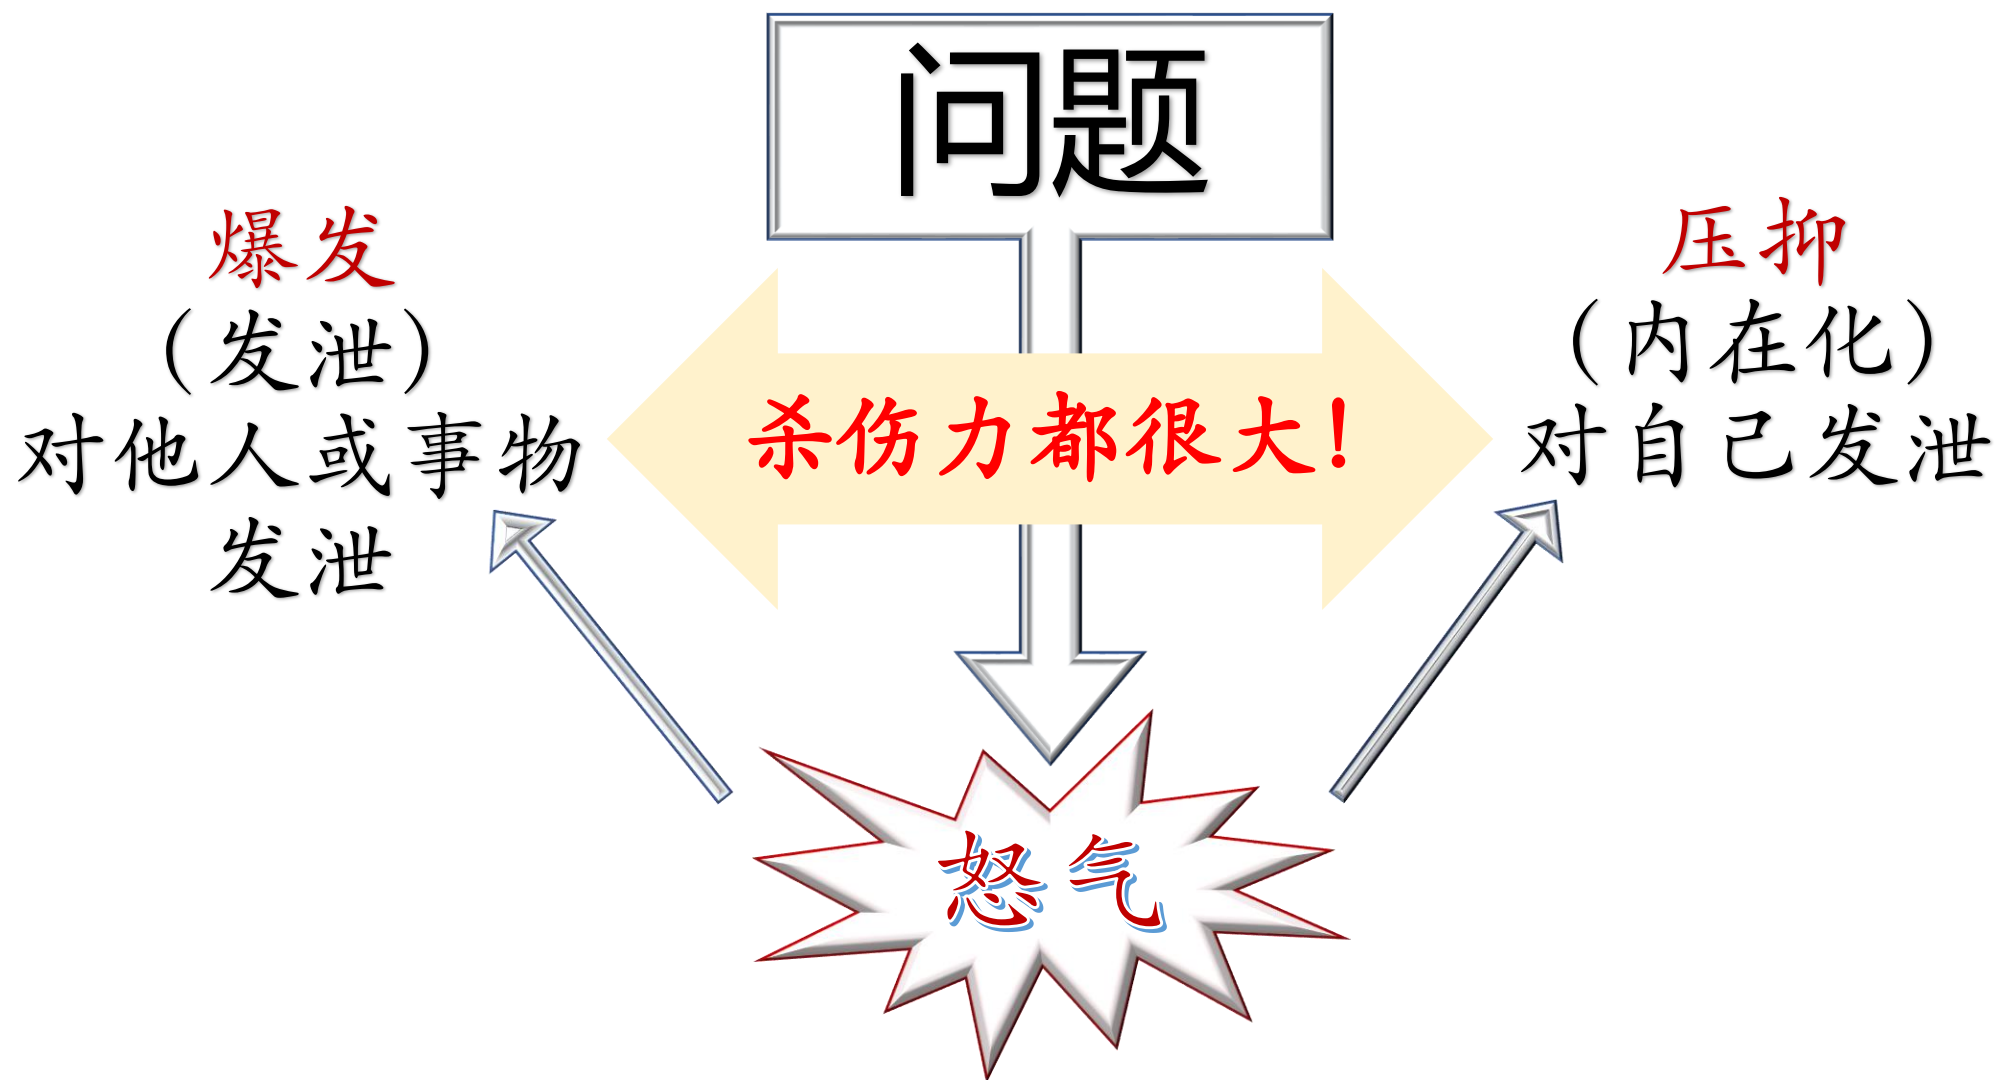 问题
爆发
（发泄）
对他人或事物
发泄
杀伤力都很大！
压抑
（内在化）
对自己发泄
怒气